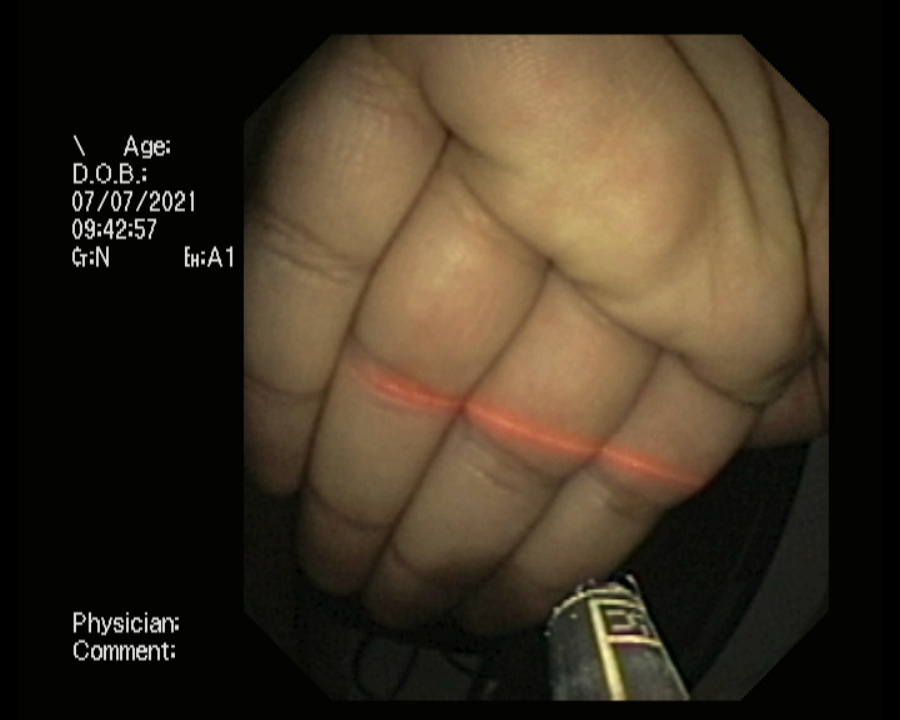 \ Age:
D.O.B.:
07/07/2021
09:42:57
Cr:N EH:A1
Physician:
Comment: